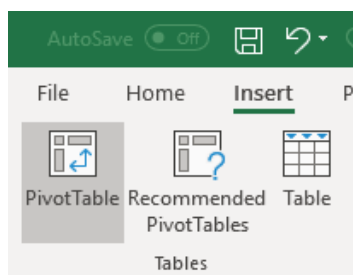 AutoSave Off
File Home Insert P
PivotTable Recommended Table
PivotTables
Tables